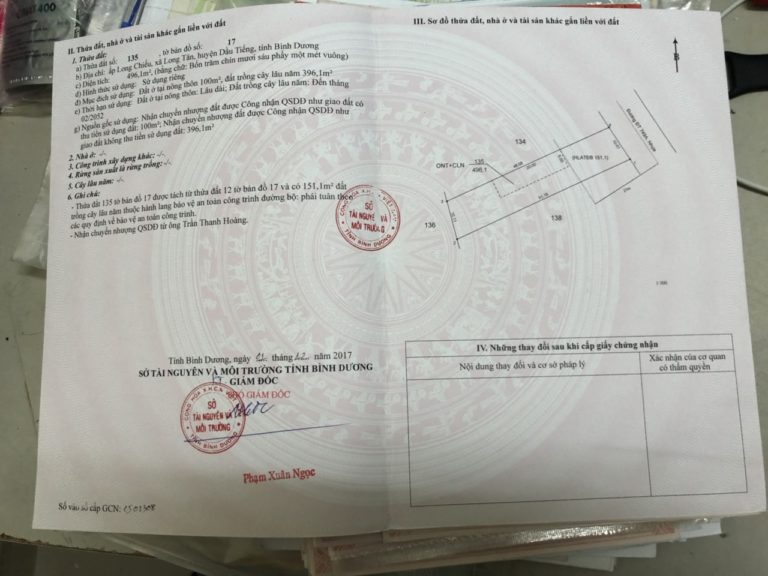 II. Thửa đất, nhà ở và tài sản khác gắn liền với đất
1. Thửa đất:
a) Thửa đất số: 135 , tờ bản đồ số: 17
b) Địa chỉ: ấp Long Chiểu, xã Long Tân, huyện Dầu Tiếng, tỉnh Bình Dương
c) Diện tích: 496,1m², (bằng chữ: Bốn trăm chín mươi sáu phẩy một mét vuông)
d) Hình thức sử dụng: Sử dụng riêng
đ) Mục đích sử dụng: Đất ở tại nông thôn 100m², đất trồng cây lâu năm 396,1m²
e) Thời hạn sử dụng: Đất ở tại nông thôn: Lâu dài; Đất trồng cây lâu năm: Đến tháng
02/2052
g) Nguồn gốc sử dụng: Nhận chuyển nhượng đất được Công nhận QSDĐ như giao đất có
thu tiền sử dụng đất: 100m²; Nhận chuyển nhượng đất được Công nhận QSDĐ như
giao đất không thu tiền sử dụng đất: 396,1m²
2. Nhà ở: -/-
3. Công trình xây dựng khác: -/-
4. Rừng sản xuất là rừng trồng: -/-
5. Cây lâu năm: -/-
6. Ghi chú:
- Thửa đất 135 tờ bản đồ 17 được tách từ thửa đất 12 tờ bản đồ 17 và có 151,1m² đất
trồng cây lâu năm thuộc hành lang bảo vệ an toàn công trình đường bộ: phải tuân theo
các quy định về bảo vệ an toàn công trình.
- Nhận chuyển nhượng QSDĐ từ ông Trần Thanh Hoàng.
SỞ
TÀI NGUYÊN VÀ
MÔI TRƯỜNG
TỈNH BÌNH DƯƠNG
Tỉnh Bình Dương, ngày tháng 2017
SỞ TÀI NGUYÊN VÀ MÔI TRƯỜNG TỈNH BÌNH DƯƠNG
GIÁM ĐỐC
PHÓ GIÁM ĐỐC
SỞ
TÀI NGUYÊN VÀ
MÔI TRƯỜNG
TỈNH BÌNH DƯƠNG
Phạm Xuân Ngọc
Số vào sổ cấp GCN:
III. Sơ đồ thửa đất, nhà ở và tài sản khác gắn liền với đất
B
134
ONT+CLN
135
496,1
136
138
IV. Những thay đổi sau khi cấp giấy chứng nhận
Nội dung thay đổi và cơ sở pháp lý
Xác nhận của cơ quan
có thẩm quyền